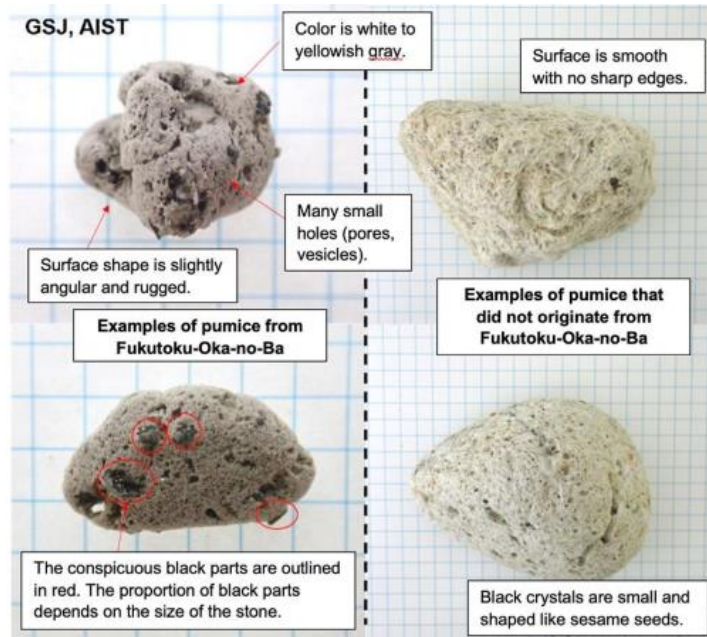 GSJ, AIST
Color is white to
yellowish gray.
Many small
holes (pores,
vesicles).
Surface shape is slightly
angular and rugged.
Examples of pumice from
Fukutoku-Oka-no-Ba
The conspicuous black parts are outlined
in red. The proportion of black parts
depends on the size of the stone.
Surface is smooth
with no sharp edges.
Examples of pumice that
did not originate from
Fukutoku-Oka-no-Ba
Black crystals are small and
shaped like sesame seeds.